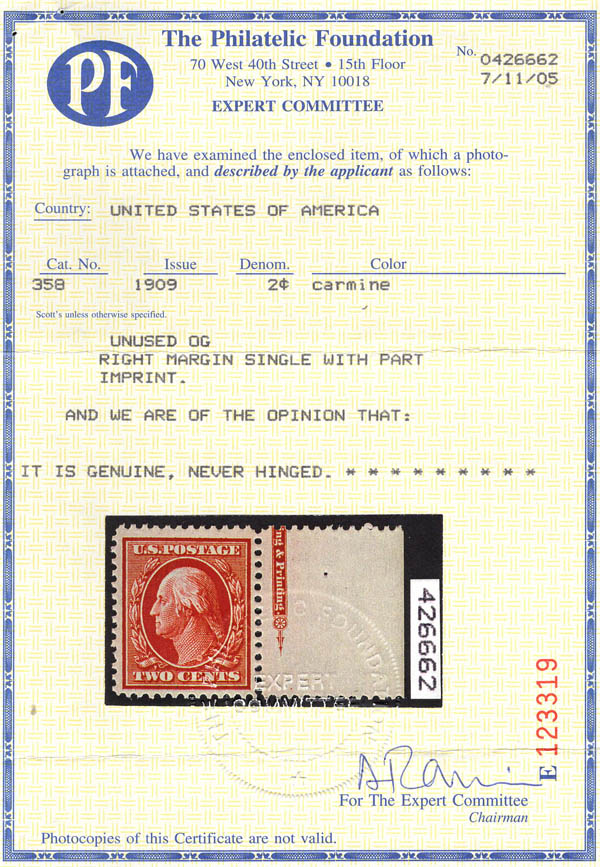 PF
The Philatelic Foundation
70 West 40th Street • 15th Floor
New York, NY 10018
EXPERT COMMITTEE
No. 0426662
7/11/05
We have examined the enclosed item, of which a photo-
graph is attached, and described by the applicant as follows:
Country: UNITED STATES OF AMERICA
Cat. No. Issue Denom. Color
358 1909 2¢ carmine
Scott's unless otherwise specified.
UNUSED OG
RIGHT MARGIN SINGLE WITH PART
IMPRINT.
AND WE ARE OF THE OPINION THAT:
IT IS GENUINE, NEVER HINGED. * * * * * * * * *
U.S. POSTAGE
TWO CENTS
ng & Printing
EXPERT
COMMITTEE
426662
E 123319
For The Expert Committee
Chairman
Photocopies of this Certificate are not valid.